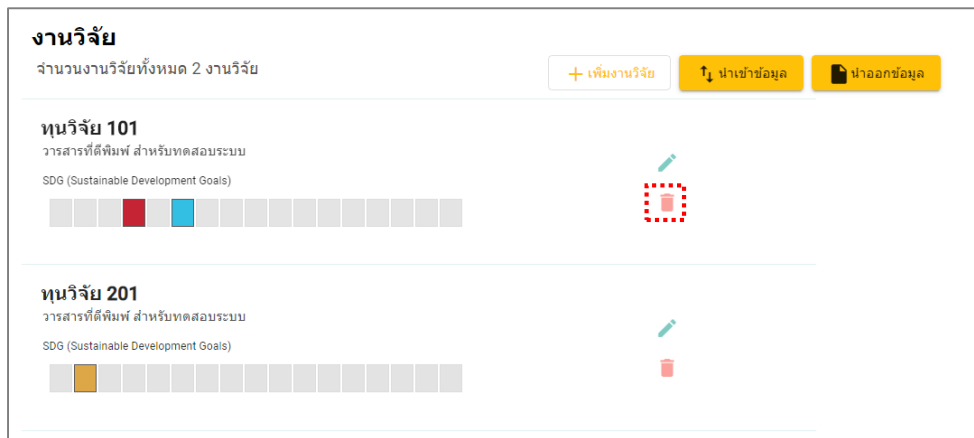 งานวิจัย
จำนวนงานวิจัยทั้งหมด 2 งานวิจัย
+ เพิ่มงานวิจัย
นำเข้าข้อมูล
นำออกข้อมูล
ทุนวิจัย 101
วารสารที่ตีพิมพ์ สำหรับทดสอบระบบ
SDG (Sustainable Development Goals)
ทุนวิจัย 201
วารสารที่ตีพิมพ์ สำหรับทดสอบระบบ
SDG (Sustainable Development Goals)